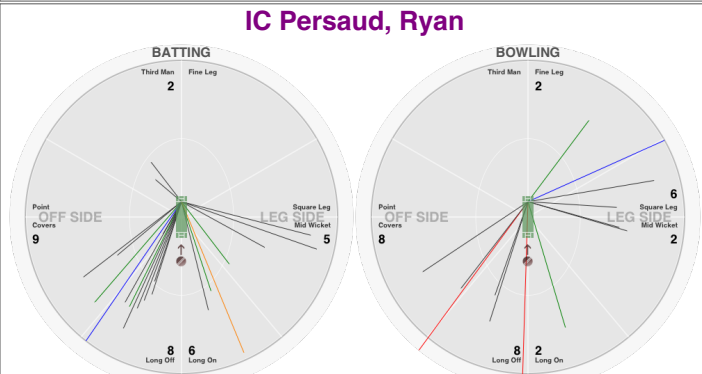 IC Persaud, Ryan
BATTING
Third Man Fine Leg
2
Point
Covers
OFF SIDE
9
Square Leg
Mid Wicket
LEG SIDE
5
8 6
Long Off Long On
BOWLING
Third Man Fine Leg
2
Point
Covers
OFF SIDE
8
6
Square Leg
Mid Wicket
LEG SIDE
2
8 2
Long Off Long On